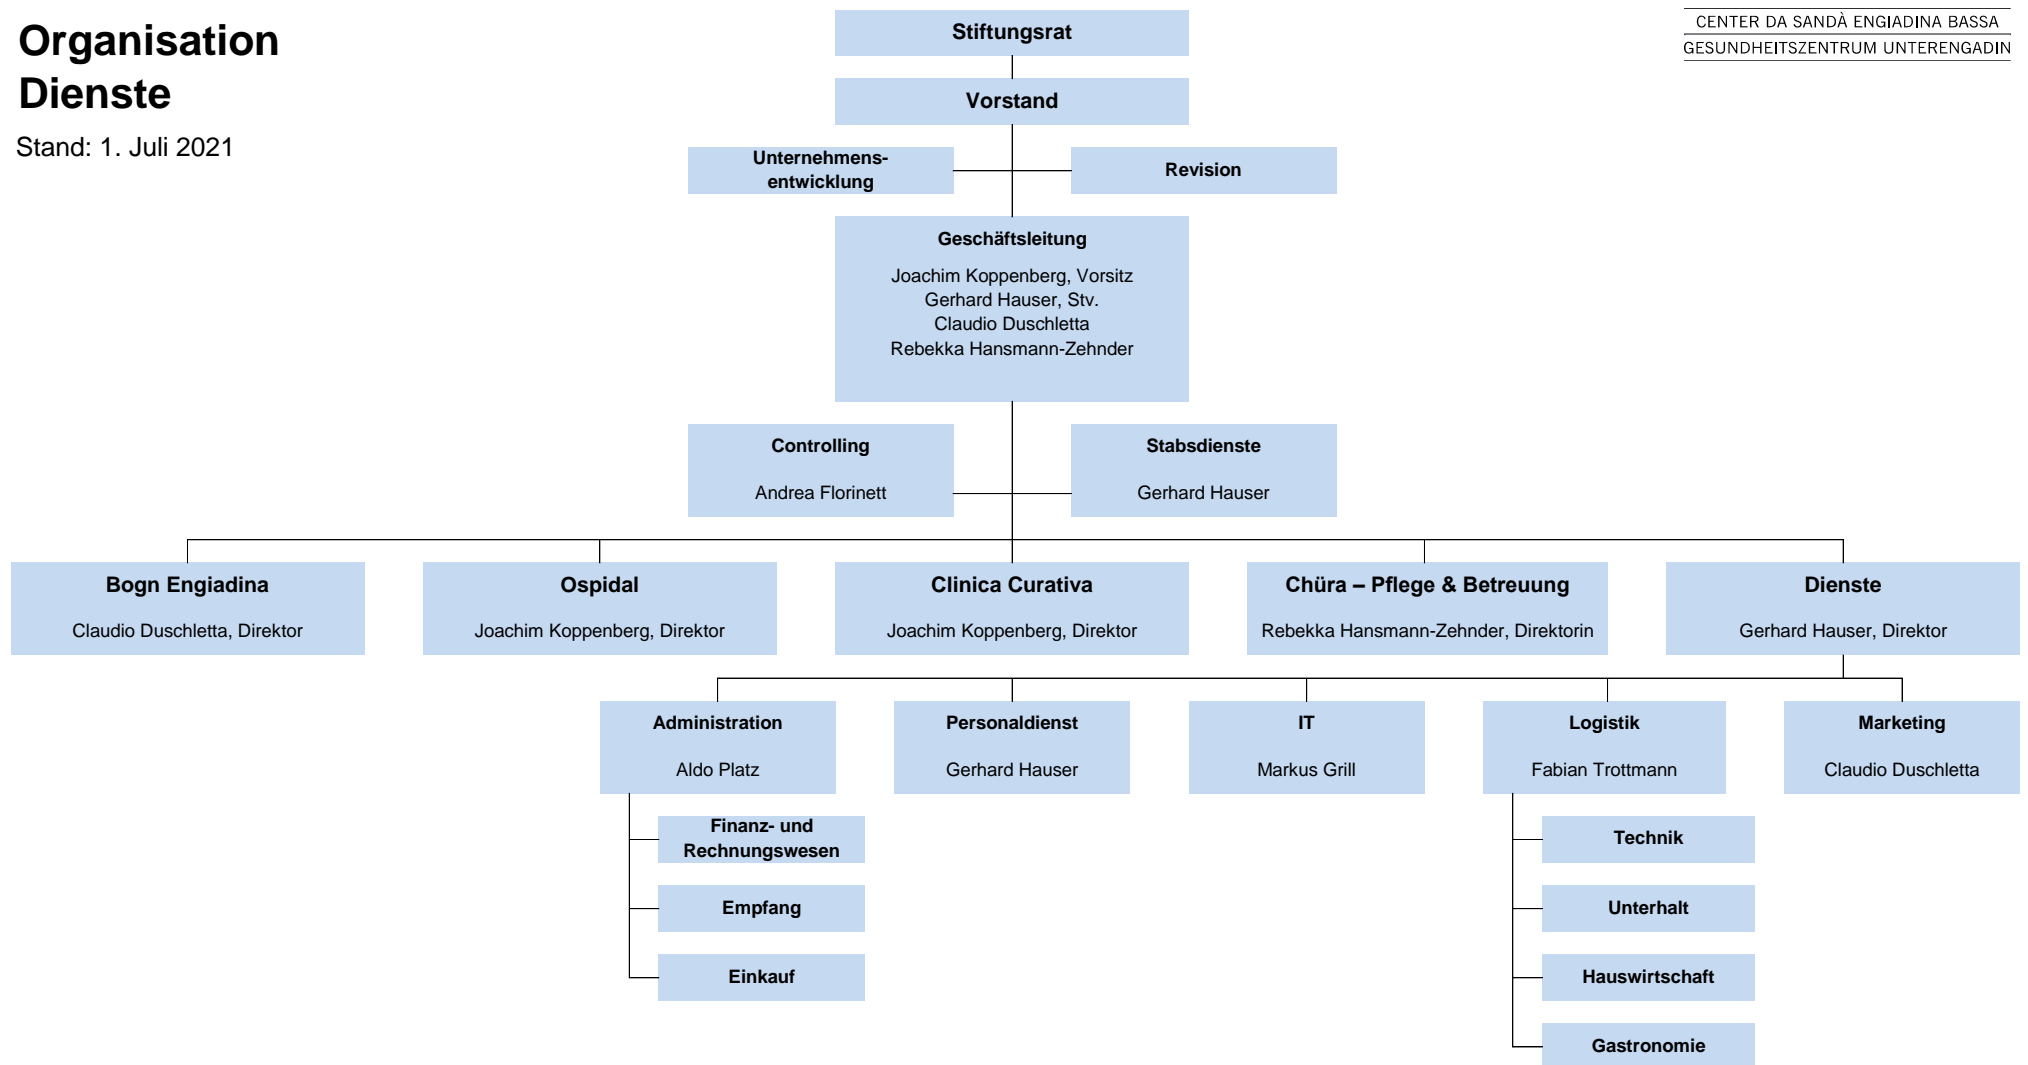 Organisation
Dienste
Stand: 1. Juli 2021
CENTER DA SANDÀ ENGIADINA BASSA
GESUNDHEITSZENTRUM UNTERENGADIN
Stiftungsrat
Vorstand
Unternehmens-
entwicklung
Revision
Geschäftsleitung
Joachim Koppenberg, Vorsitz
Gerhard Hauser, Stv.
Claudio Duschletta
Rebekka Hansmann-Zehnder
Controlling
Andrea Florinett
Stabsdienste
Gerhard Hauser
Bogn Engiadina
Claudio Duschletta, Direktor
Ospidal
Joachim Koppenberg, Direktor
Clinica Curativa
Joachim Koppenberg, Direktor
Chüra – Pflege & Betreuung
Rebekka Hansmann-Zehnder, Direktorin
Dienste
Gerhard Hauser, Direktor
Administration
Aldo Platz
Personaldienst
Gerhard Hauser
IT
Markus Grill
Logistik
Fabian Trottmann
Marketing
Claudio Duschletta
Finanz- und
Rechnungswesen
Empfang
Einkauf
Technik
Unterhalt
Hauswirtschaft
Gastronomie